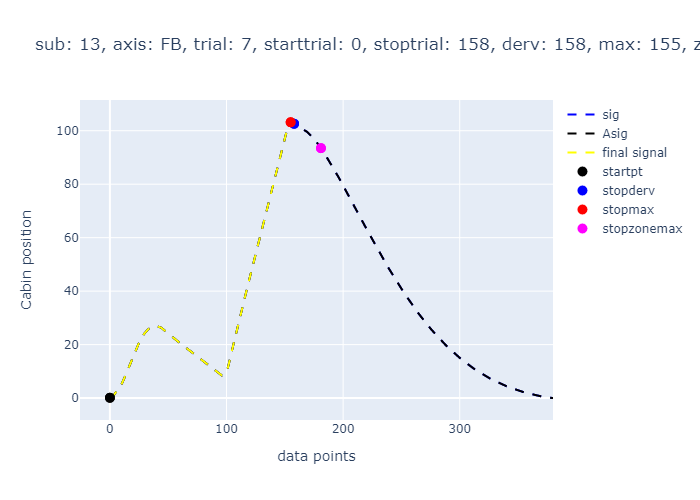 sub: 13, axis: FB, trial: 7, starttrial: 0, stoptrial: 158, derv: 158, max: 155, z
sig
Asig
final signal
startpt
stopderv
stopmax
stopzonemax
Cabin position
100
80
60
40
20
0
0 100 200 300
data points